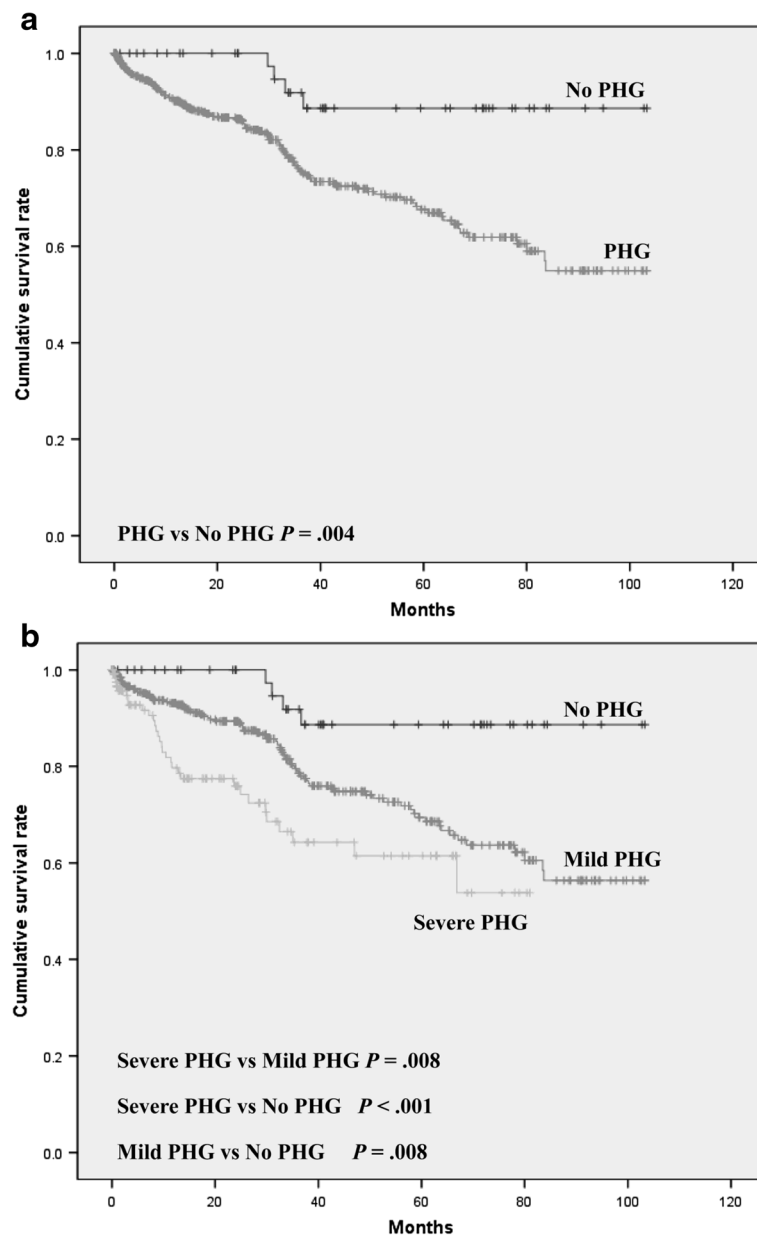 a
1.0
No PHG
0.8
0.6
PHG
Cumulative survival rate
0.4
0.2
0.0
PHG vs No PHG P = .004
0 20 40 60 80 100 120
Months
b
1.0
No PHG
0.8
0.6
Mild PHG
Severe PHG
Cumulative survival rate
0.4
0.2
Severe PHG vs Mild PHG P = .008
Severe PHG vs No PHG P < .001
0.0
Mild PHG vs No PHG P = .008
0 20 40 60 80 100 120
Months